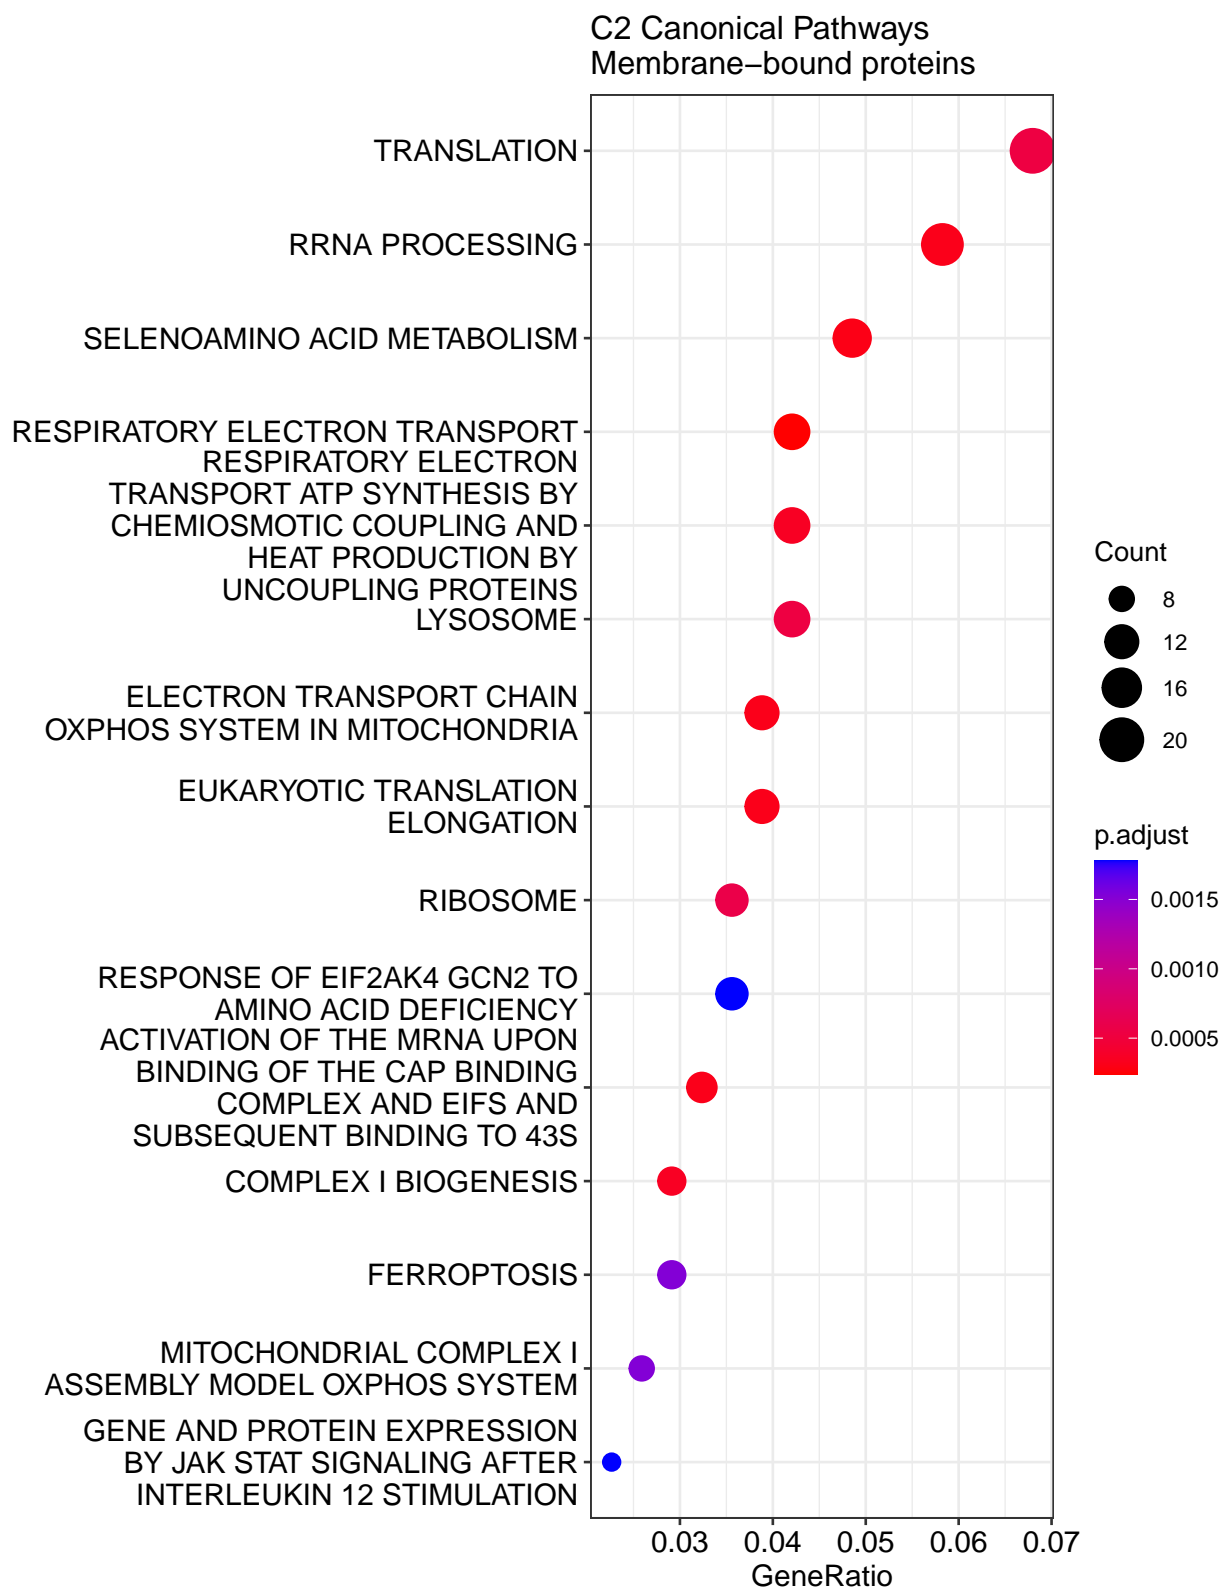 C2 Canonical Pathways
Membrane−bound proteins
TRANSLATION
RRNA PROCESSING
SELENOAMINO ACID METABOLISM
RESPIRATORY ELECTRON TRANSPORT
RESPIRATORY ELECTRON
TRANSPORT ATP SYNTHESIS BY
CHEMIOSMOTIC COUPLING AND
HEAT PRODUCTION BY
UNCOUPLING PROTEINS
LYSOSOME
ELECTRON TRANSPORT CHAIN
OXPHOS SYSTEM IN MITOCHONDRIA
EUKARYOTIC TRANSLATION
ELONGATION
RIBOSOME
RESPONSE OF EIF2AK4 GCN2 TO
AMINO ACID DEFICIENCY
ACTIVATION OF THE MRNA UPON
BINDING OF THE CAP BINDING
COMPLEX AND EIFS AND
SUBSEQUENT BINDING TO 43S
COMPLEX I BIOGENESIS
FERROPTOSIS
MITOCHONDRIAL COMPLEX I
ASSEMBLY MODEL OXPHOS SYSTEM
GENE AND PROTEIN EXPRESSION
BY JAK STAT SIGNALING AFTER
INTERLEUKIN 12 STIMULATION
0.03 0.04 0.05 0.06 0.07
GeneRatio
Count
8
12
16
20
p.adjust
0.0015
0.0010
0.0005